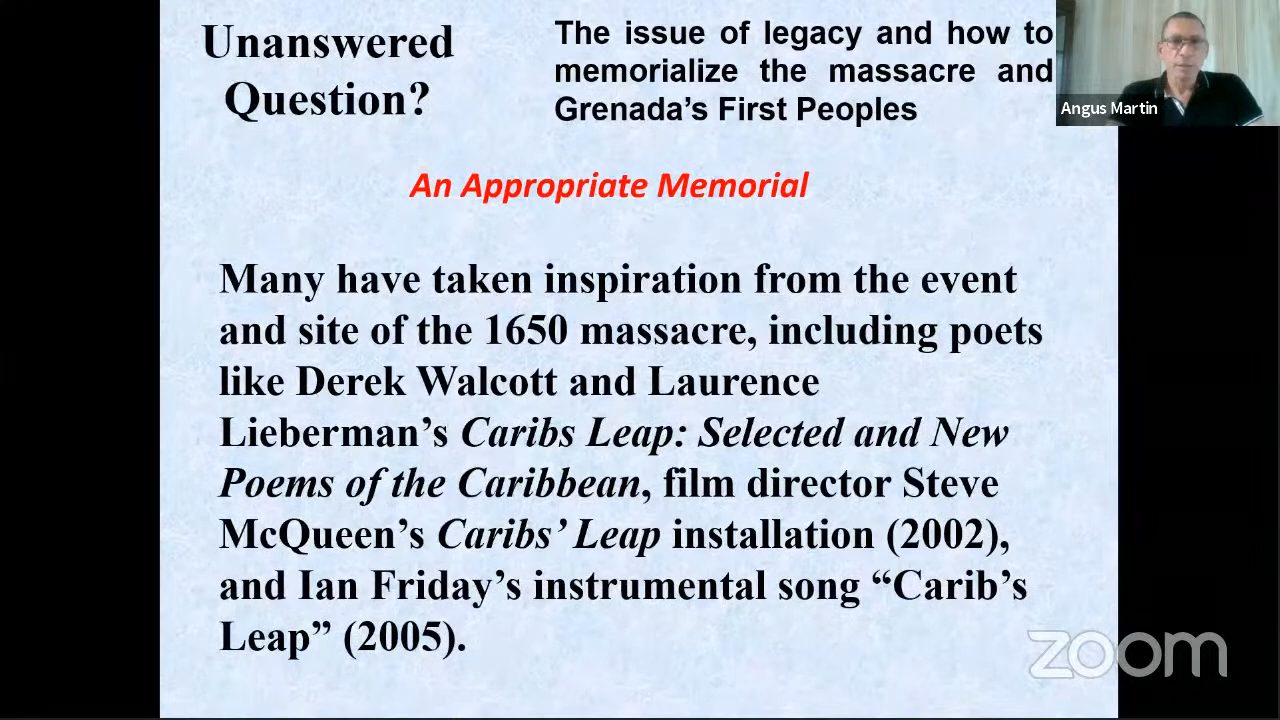 Unanswered
Question?
The issue of legacy and how to
memorialize the massacre and
Grenada's First Peoples
Angus Martin
An Appropriate Memorial
Many have taken inspiration from the event
and site of the 1650 massacre, including poets
like Derek Walcott and Laurence
Lieberman's Caribs Leap: Selected and New
Poems of the Caribbean, film director Steve
McQueen's Caribs' Leap installation (2002),
and Ian Friday's instrumental song “Carib's
Leap” (2005).
zoom